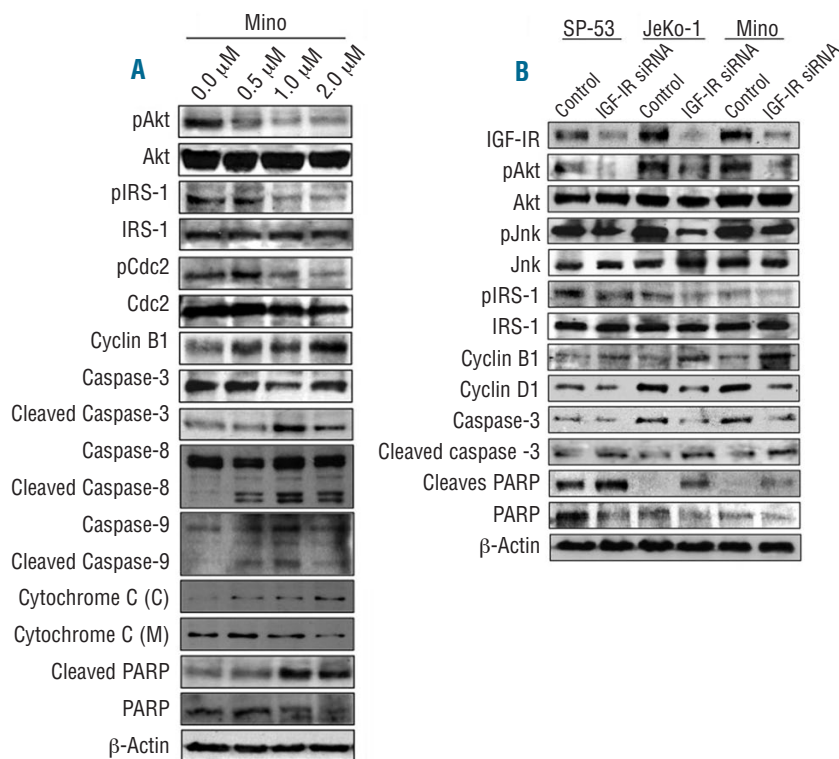 A
Mino
0.0 μM 0.5 μM 1.0 μM 2.0 μM
pAkt
Akt
pIRS-1
IRS-1
pCdc2
Cdc2
Cyclin B1
Caspase-3
Cleaved Caspase-3
Caspase-8
Cleaved Caspase-8
Caspase-9
Cleaved Caspase-9
Cytochrome C (C)
Cytochrome C (M)
Cleaved PARP
PARP
β-Actin
B
SP-53 JeKo-1 Mino
Control IGF-IR siRNA Control IGF-IR siRNA Control IGF-IR siRNA
IGF-IR
pAkt
Akt
pJnk
Jnk
pIRS-1
IRS-1
Cyclin B1
Cyclin D1
Caspase-3
Cleaved caspase -3
Cleaves PARP
PARP
β-Actin